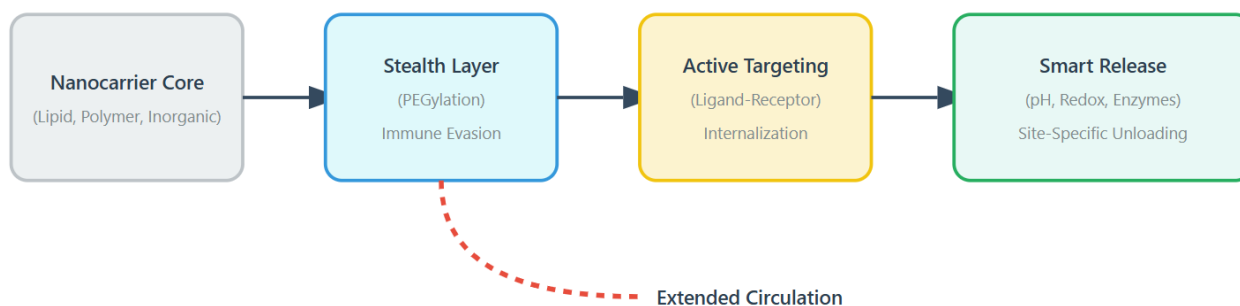 Nanocarrier Core
(Lipid, Polymer, Inorganic)
Stealth Layer
(PEGylation)
Immune Evasion
Active Targeting
(Ligand-Receptor)
Internalization
Smart Release
(pH, Redox, Enzymes)
Site-Specific Unloading
Extended Circulation